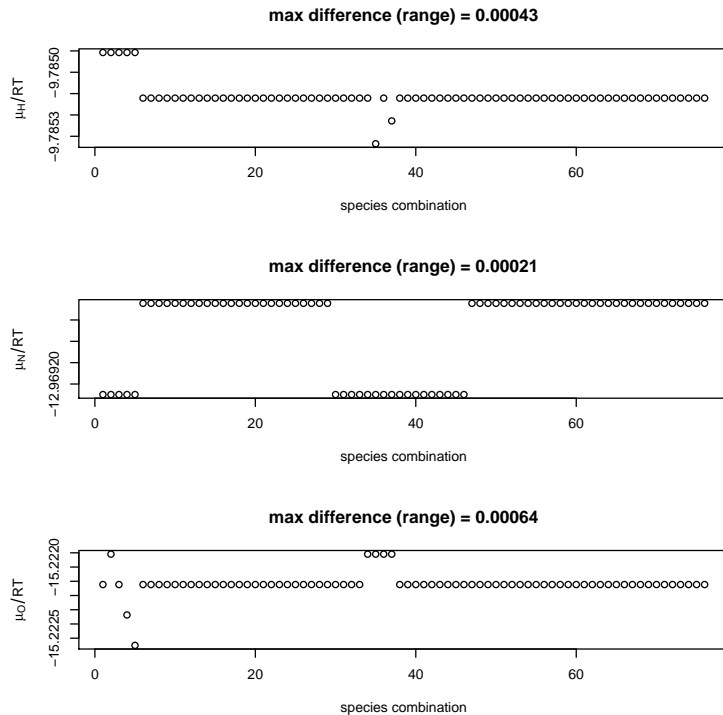 max difference (range) = 0.00043
μH/RT
−9.7853
−9.7850
0
20
40
60
species combination
max difference (range) = 0.00021
μN/RT
−12.96920
0
20
40
60
species combination
max difference (range) = 0.00064
μO/RT
−15.2225
−15.2220
0
20
40
60
species combination